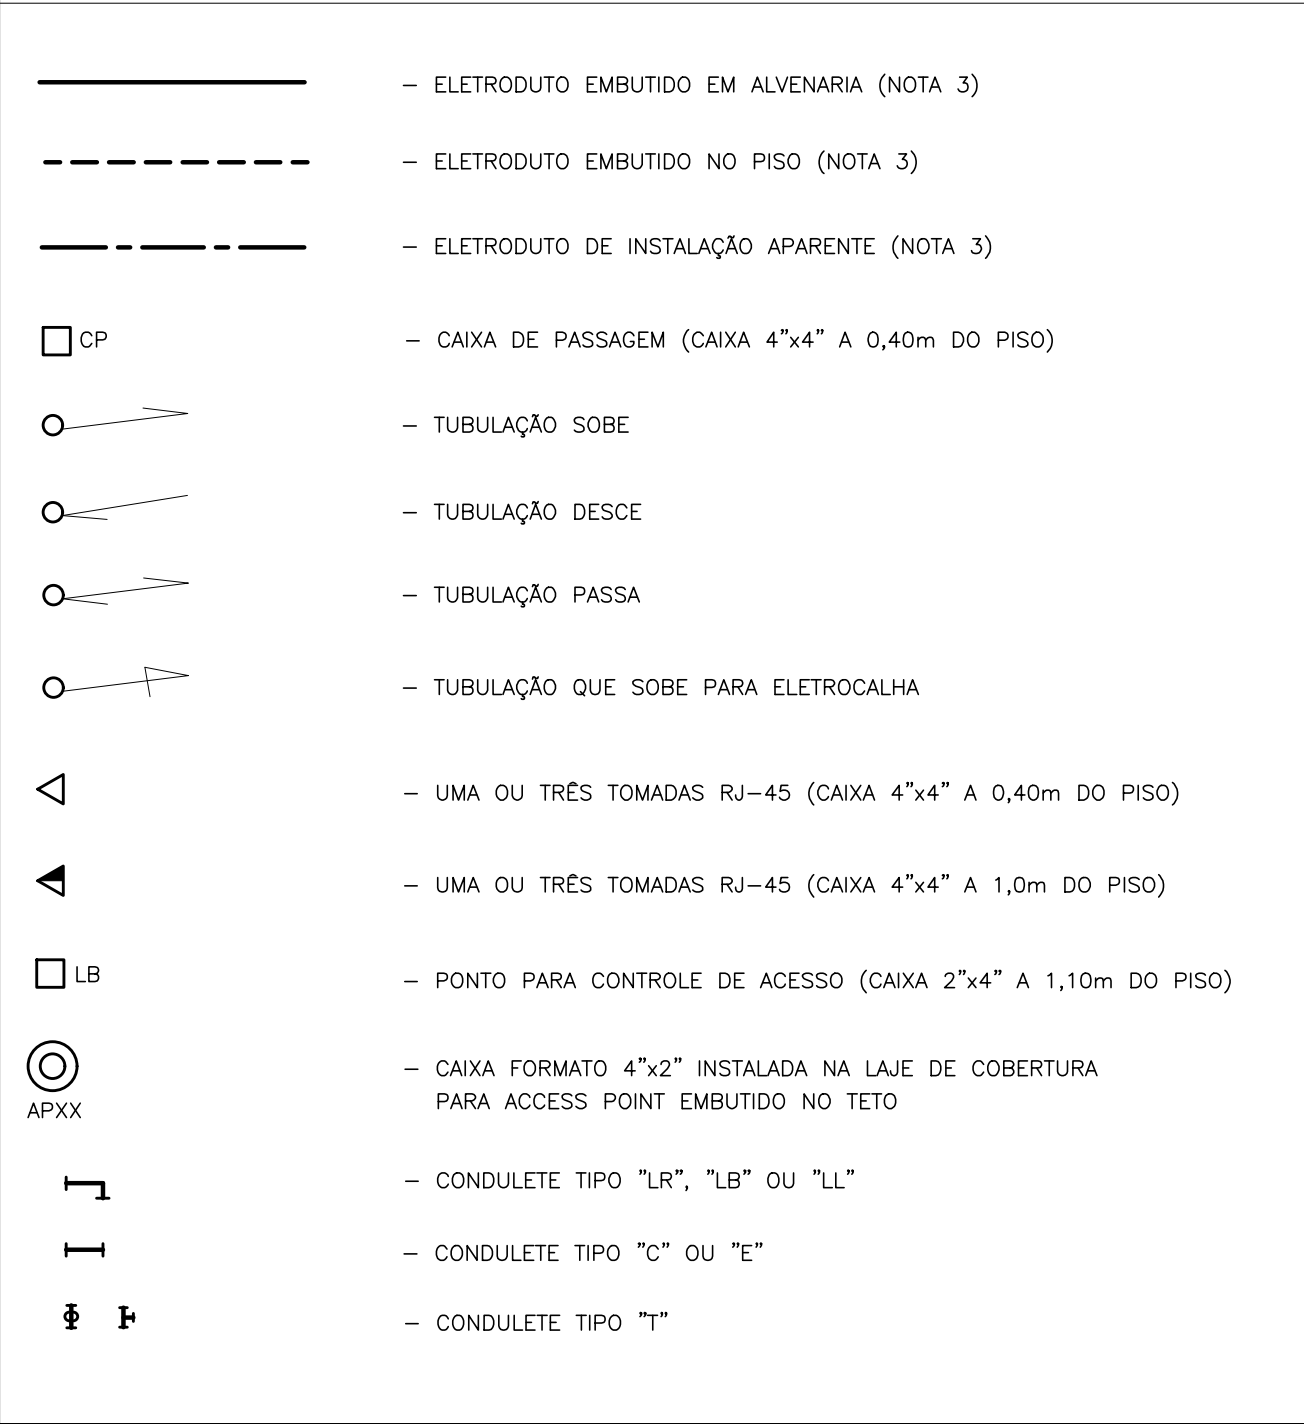 – ELETRODUTO EMBUTIDO EM ALVENARIA (NOTA 3)
– ELETRODUTO EMBUTIDO NO PISO (NOTA 3)
– ELETRODUTO DE INSTALAÇÃO APARENTE (NOTA 3)
CP – CAIXA DE PASSAGEM (CAIXA 4”x4” A 0,40m DO PISO)
– TUBULAÇÃO SOBE
– TUBULAÇÃO DESCE
– TUBULAÇÃO PASSA
– TUBULAÇÃO QUE SOBE PARA ELETROCALHA
– UMA OU TRÊS TOMADAS RJ–45 (CAIXA 4”x4” A 0,40m DO PISO)
– UMA OU TRÊS TOMADAS RJ–45 (CAIXA 4”x4” A 1,0m DO PISO)
LB – PONTO PARA CONTROLE DE ACESSO (CAIXA 2”x4” A 1,10m DO PISO)
– CAIXA FORMATO 4”x2” INSTALADA NA LAJE DE COBERTURA
APXX PARA ACCESS POINT EMBUTIDO NO TETO
– CONDULETE TIPO ”LR”, ”LB” OU ”LL”
– CONDULETE TIPO ”C” OU ”E”
– CONDULETE TIPO ”T”